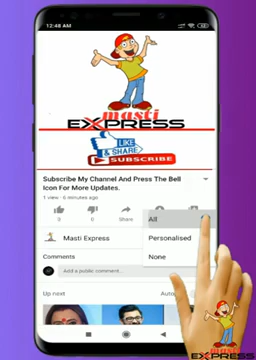 12:48 AM
masti
EXPRESS
LIKE
& SHARE
SUBSCRIBE
Subscribe My Channel And Press The Bell
Icon For More Updates.
1 view · 6 minutes ago
0
0
Share
All
Masti Express
Personalised
None
Comments
Add a public comment...
Up next
masti
EXPRESS